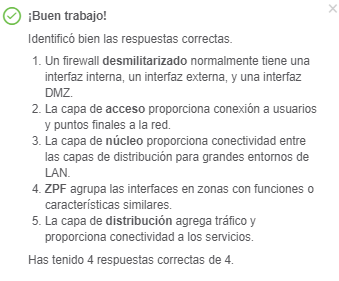 ¡Buen trabajo!
Identificó bien las respuestas correctas.
1. Un firewall desmilitarizado normalmente tiene una
interfaz interna, un interfaz externa, y una interfaz
DMZ.
2. La capa de acceso proporciona conexión a usuarios
y puntos finales a la red.
3. La capa de núcleo proporciona conectividad entre
las capas de distribución para grandes entornos de
LAN.
4. ZPF agrupa las interfaces en zonas con funciones o
características similares.
5. La capa de distribución agrega tráfico y
proporciona conectividad a los servicios.
Has tenido 4 respuestas correctas de 4.